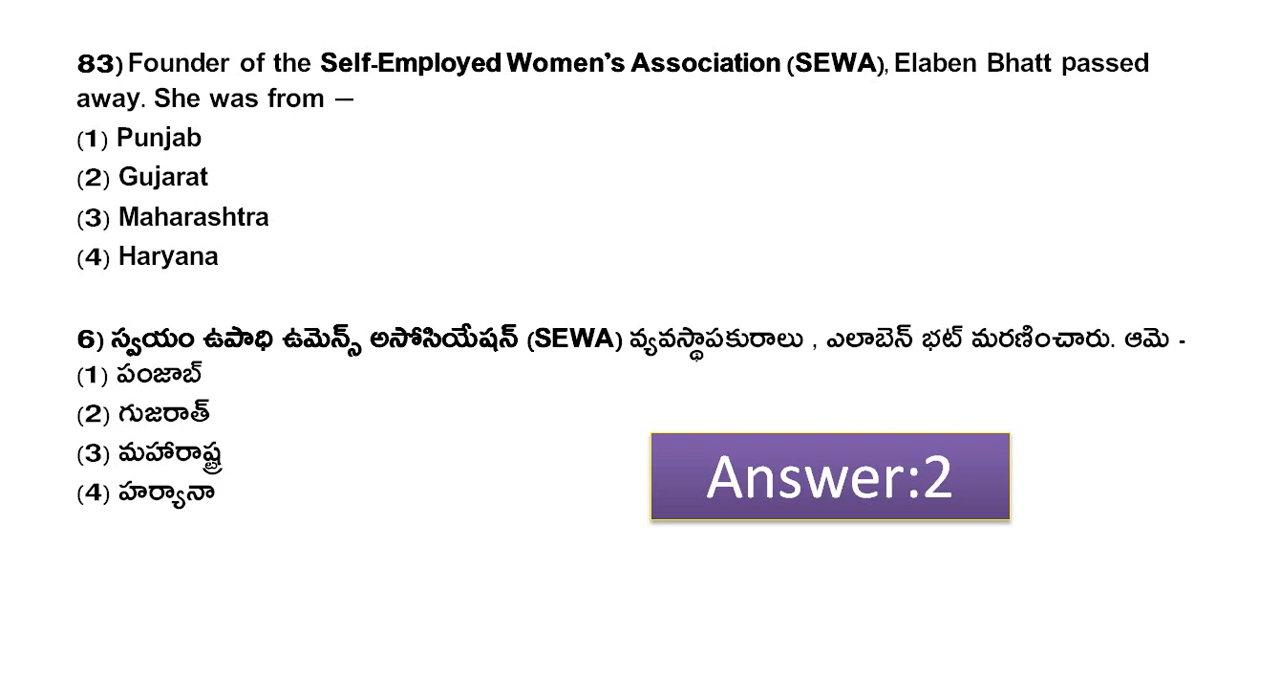 83) Founder of the Self-Employed Women's Association (SEWA), Elaben Bhatt passed
away. She was from –
(1) Punjab
(2) Gujarat
(3) Maharashtra
(4) Haryana
6) స్వయం ఉపాధి ఉమెన్స్ అసోసియేషన్ (SEWA) వ్యవస్థాపకురాలు , ఎలాబెన్ భట్ మరణించారు. ఆమె -
(1) పంజాబ్
(2) గుజరాత్
(3) మహారాష్ట్ర
(4) హర్యానా
Answer:2